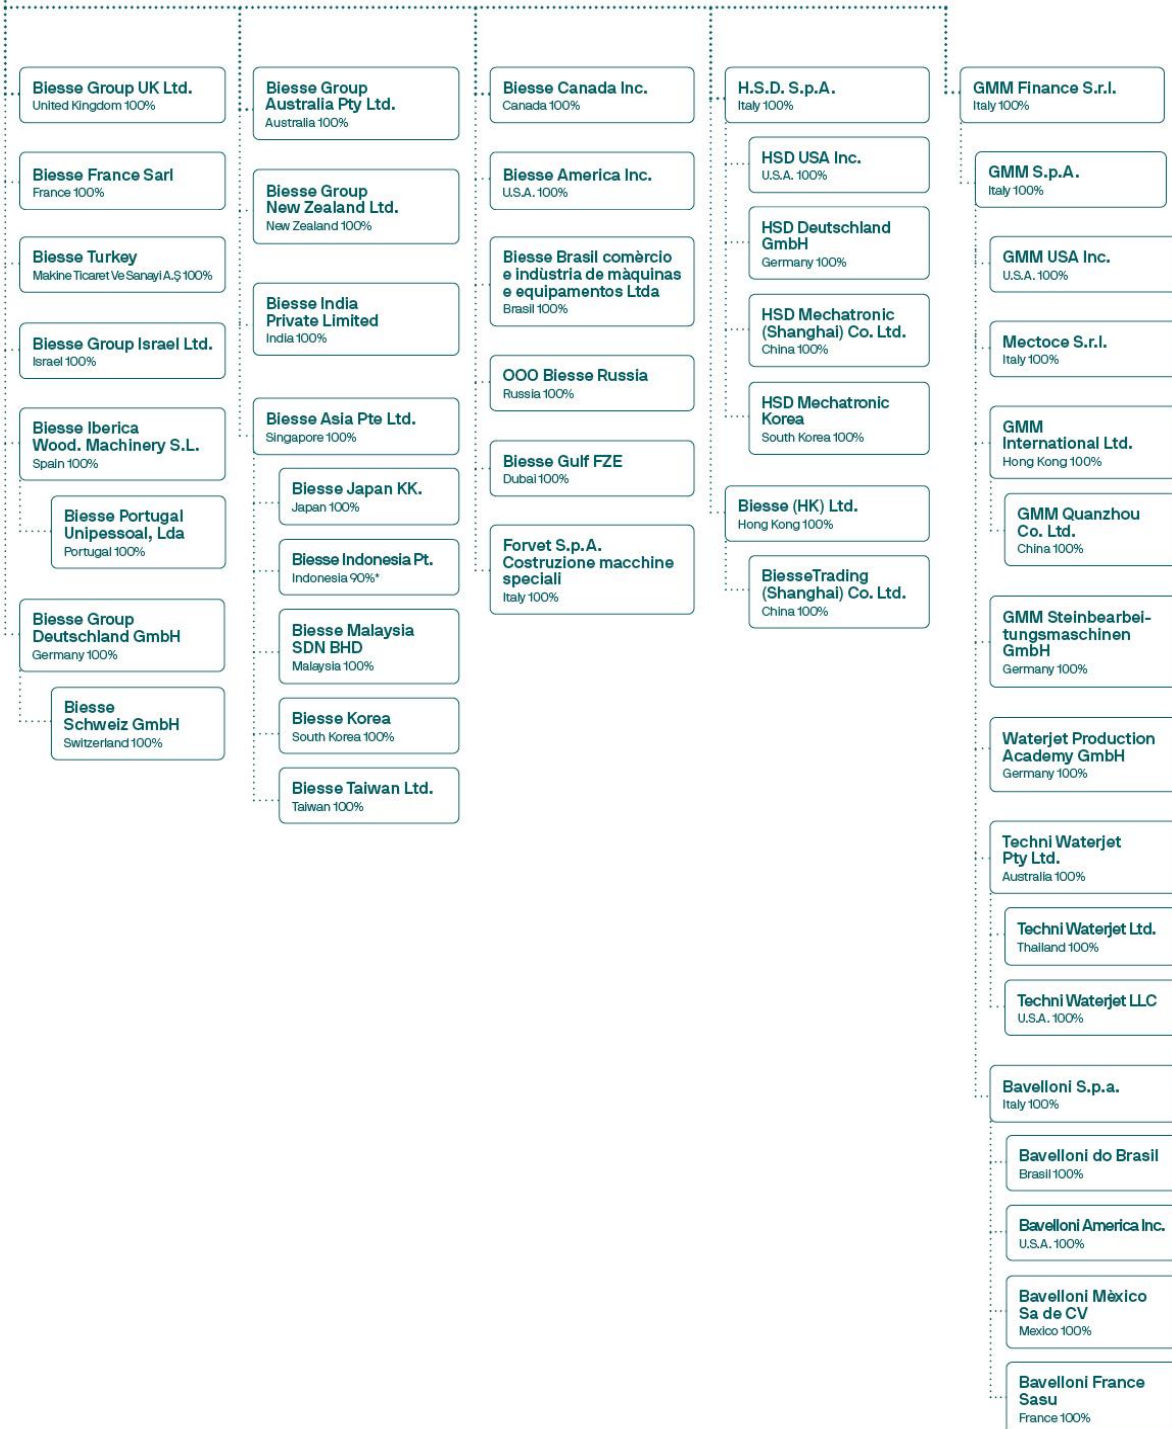 Biesse Group UK Ltd.
United Kingdom 100%
Biesse France Sarl
France 100%
Biesse Turkey
Makine Ticaret Ve Sanayi A.Ş 100%
Biesse Group Israel Ltd.
Israel 100%
Biesse Iberica
Wood. Machinery S.L.
Spain 100%
Biesse Portugal
Unipessoal, Lda
Portugal 100%
Biesse Group
Deutschland GmbH
Germany 100%
Biesse
Schweiz GmbH
Switzerland 100%
Biesse Group
Australia Pty Ltd.
Australia 100%
Biesse Group
New Zealand Ltd.
New Zealand 100%
Biesse India
Private Limited
India 100%
Biesse Asia Pte Ltd.
Singapore 100%
Biesse Japan KK.
Japan 100%
Biesse Indonesia Pt.
Indonesia 90%*
Biesse Malaysia
SDN BHD
Malaysia 100%
Biesse Korea
South Korea 100%
Biesse Taiwan Ltd.
Taiwan 100%
Biesse Canada Inc.
Canada 100%
Biesse America Inc.
U.S.A. 100%
Biesse Brasil comèrcio
e indùstria de màquinas
e equipamentos Ltda
Brasil 100%
OOO Biesse Russia
Russia 100%
Biesse Gulf FZE
Dubai 100%
Forvet S.p.A.
Costruzione macchine
speciali
Italy 100%
H.S.D. S.p.A.
Italy 100%
HSD USA Inc.
U.S.A. 100%
HSD Deutschland
GmbH
Germany 100%
HSD Mechatronic
(Shanghai) Co. Ltd.
China 100%
HSD Mechatronic
Korea
South Korea 100%
Biesse (HK) Ltd.
Hong Kong 100%
BiesseTrading
(Shanghai) Co. Ltd.
China 100%
GMM Finance S.r.l.
Italy 100%
GMM S.p.A.
Italy 100%
GMM USA Inc.
U.S.A. 100%
Mectoce S.r.l.
Italy 100%
GMM
International Ltd.
Hong Kong 100%
GMM Quanzhou
Co. Ltd.
China 100%
GMM Steinbearbei-
tungsmaschinen
GmbH
Germany 100%
Waterjet Production
Academy GmbH
Germany 100%
Techni Waterjet
Pty Ltd.
Australia 100%
Techni Waterjet Ltd.
Thailand 100%
Techni Waterjet LLC
U.S.A. 100%
Bavelloni S.p.a.
Italy 100%
Bavelloni do Brasil
Brasil 100%
Bavelloni America Inc.
U.S.A. 100%
Bavelloni Mèxico
Sa de CV
Mexico 100%
Bavelloni France
Sasu
France 100%